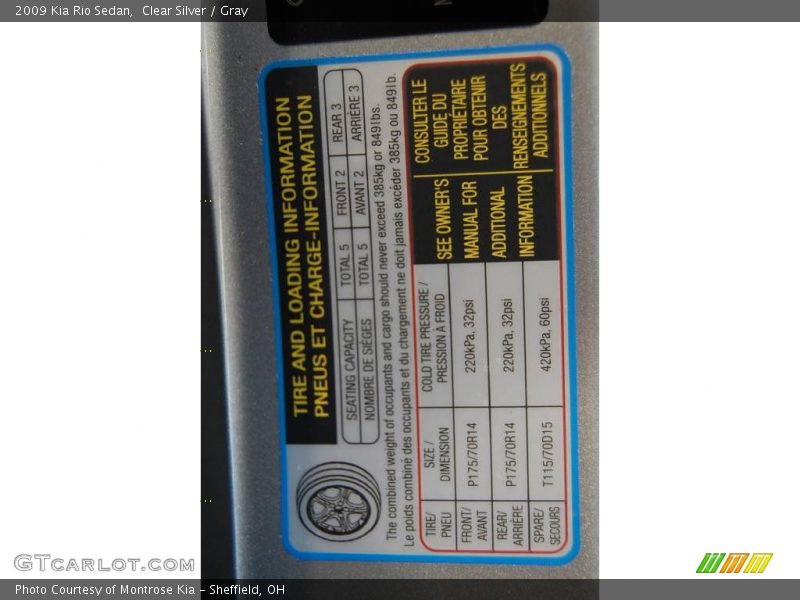 2009 Kia Rio Sedan,  Clear Silver / Gray
TIRE AND LOADING INFORMATION
PNEUS ET CHARGE-INFORMATION
SEATING CAPACITY TOTAL 5 FRONT 2 REAR 3
NOMBRE DE SIÈGES TOTAL 5 AVANT 2 ARRIÈRE 3
The combined weight of occupants and cargo should never exceed 385kg or 849lbs.
Le poids combiné des occupants et du chargement ne doit jamais excéder 385kg ou 849lb.
TIRE/
PNEU
SIZE /
DIMENSION
COLD TIRE PRESSURE /
PRESSION À FROID
FRONT/
AVANT
P175/70R14
220kPa, 32psi
REAR/
ARRIÈRE
P175/70R14
220kPa, 32psi
SPARE/
SECOURS
T115/70D15
420kPa, 60psi
SEE OWNER'S
MANUAL FOR
ADDITIONAL
INFORMATION
CONSULTER LE
GUIDE DU
PROPRIÉTAIRE
POUR OBTENIR
DES
RENSEIGNEMENTS
ADDITIONNELS
GTCARLOT.COM
Photo Courtesy of Montrose Kia – Sheffield, OH